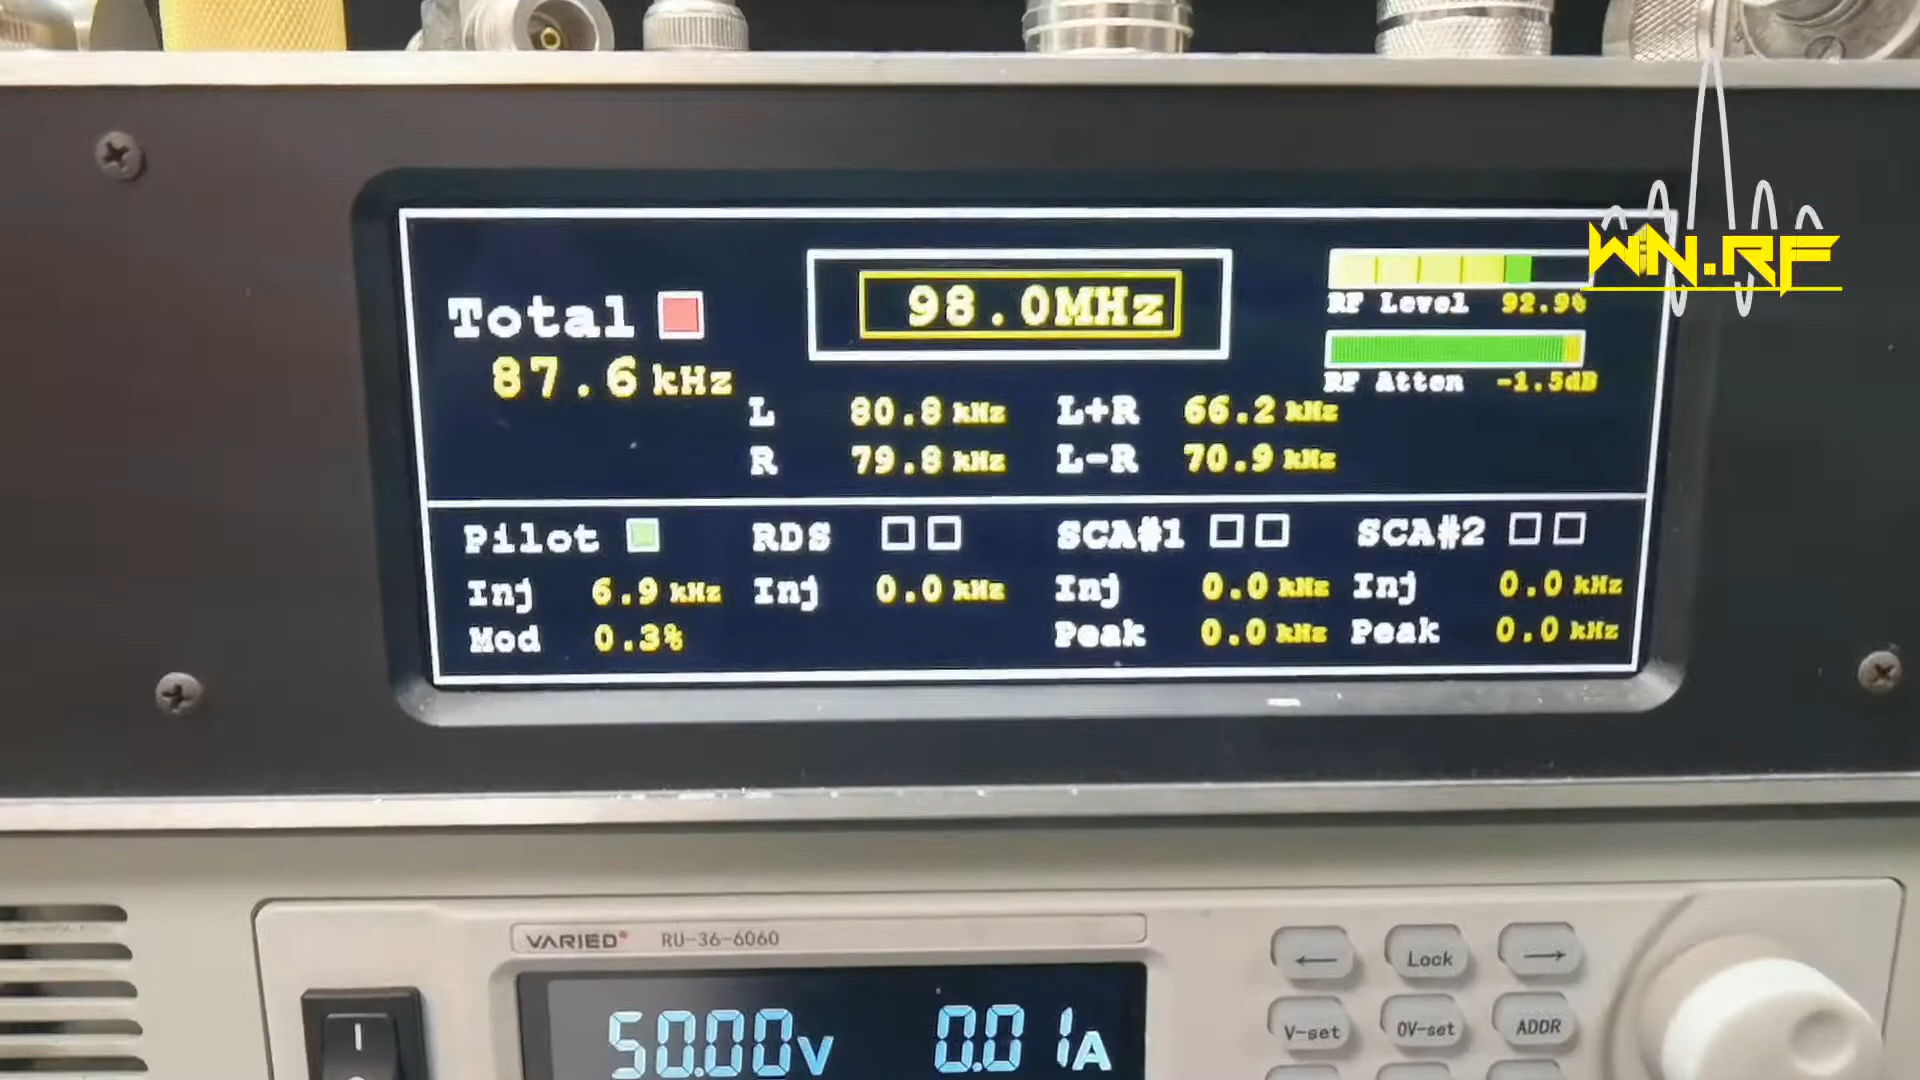 WN.RF
98.0MHz
Total
87.6 kHz
RF Level 92.9%
RF Atten -1.5dB
L 80.8 kHz L+R 66.2 kHz
R 79.8 kHz L-R 70.9 kHz
Pilot RDS SCA#1 SCA#2
Inj 6.9 kHz Inj 0.0 kHz Inj 0.0 kHz Inj 0.0 kHz
Mod 0.3% Peak 0.0 kHz Peak 0.0 kHz
VARIED RU-36-6060
← Lock →
50.00V 0.01A
V-set OV-set ADDR
I